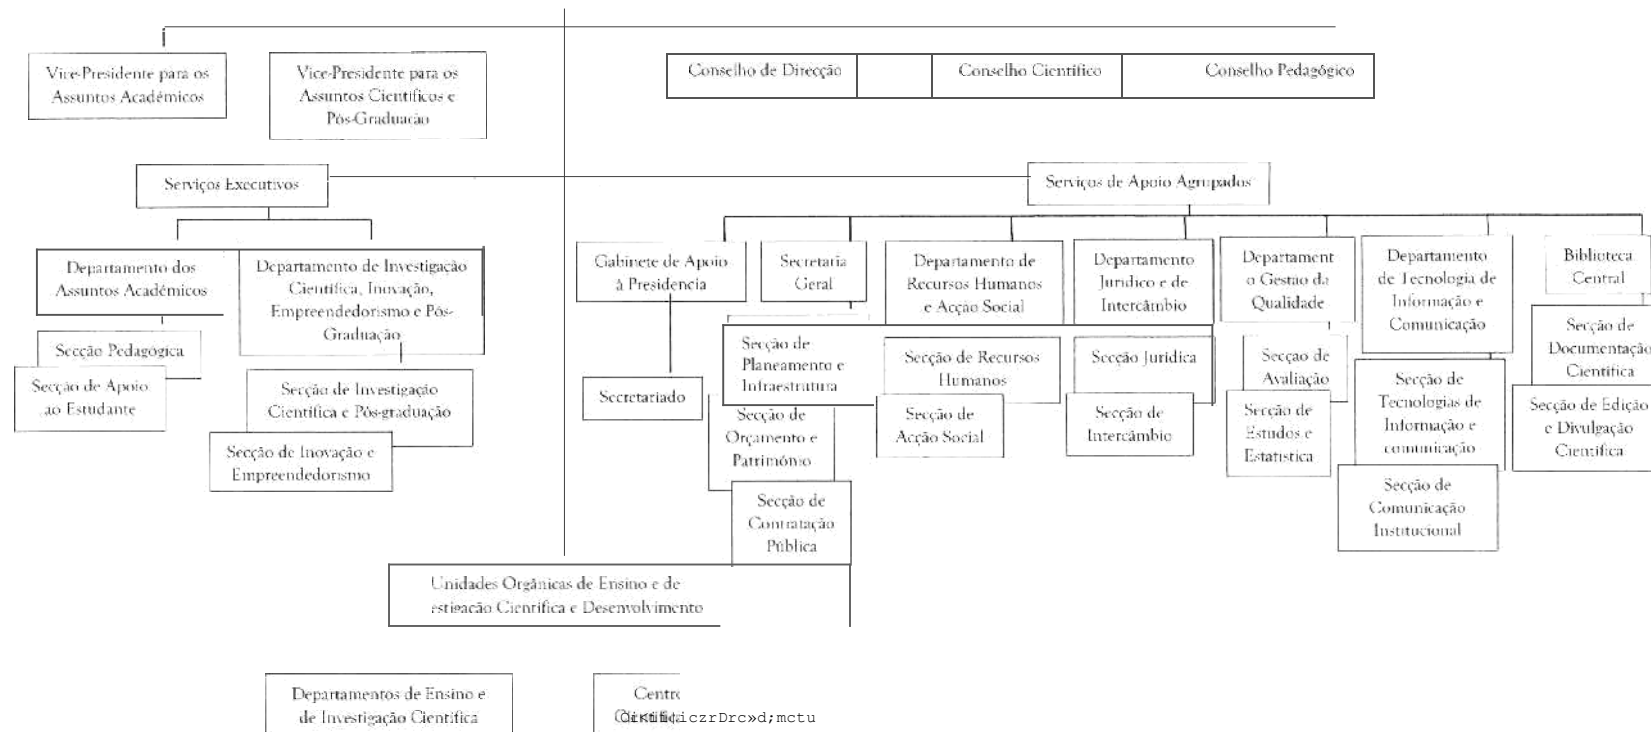 Vice-Presidente para os
Assuntos Académicos
Vice-Presidente para os
Assuntos Científicos e
Pós-Graduação
Conselho de Direcção
Conselho Científico
Conselho Pedagógico
Serviços Executivos
Serviços de Apoio Agrupados
Departamento dos
Assuntos Académicos
Departamento de Investigação
Científica, Inovação,
Empreendedorismo e Pós-
Graduação
Secção Pedagógica
Secção de Apoio
ao Estudante
Secção de Investigação
Científica e Pós-graduação
Secção de Inovação e
Empreendedorismo
Gabinete de Apoio
à Presidencia
Secretariado
Secretaria
Geral
Secção de
Planeamento e
Infraestrutura
Secção de
Orçamento e
Património
Secção de
Contratação
Pública
Departamento de
Recursos Humanos
e Acção Social
Secção de Recursos
Humanos
Secção de
Acção Social
Departamento
Jurídico e de
Intercâmbio
Secção Jurídica
Secção de
Intercâmbio
Departament
o Gestao da
Qualidade
Secçao de
Avaliação
Secção de
Estudos e
Estatística
Departamento
de Tecnologia de
Informação e
Comunicação
Secção de
Tecnologias de
Informação e
comunicação
Secção de
Comunicação
Institucional
Biblioteca
Central
Secção de
Documentação
Científica
Secção de Edição
e Divulgação
Científica
Unidades Orgânicas de Ensino e de
estigação Científica e Desenvolvimento
Departamentos de Ensino e
de Investigação Científica
Centro